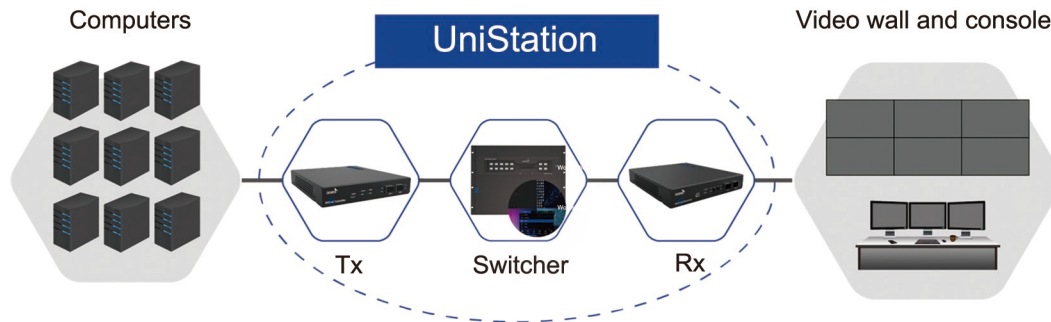 Computers
UniStation
Video wall and console
Tx
Switcher
Rx